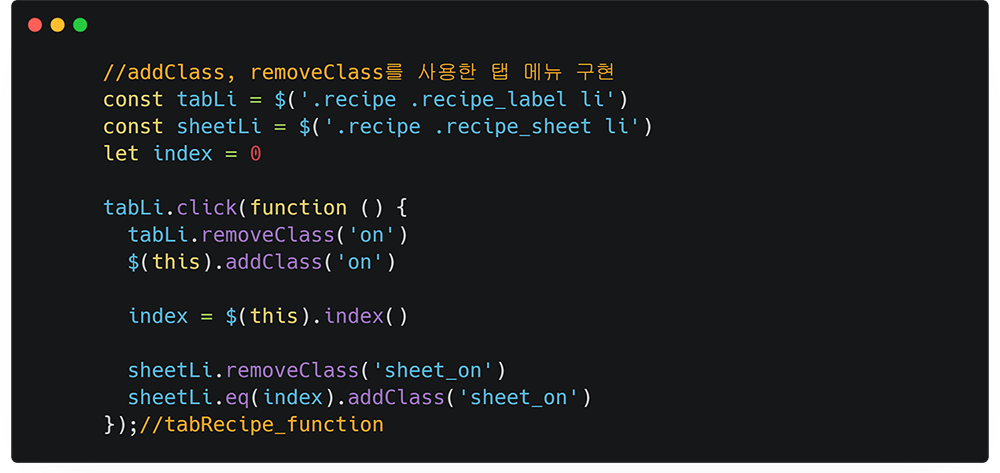 //addClass, removeClass를 사용한 탭 메뉴 구현
const tabLi = $('.recipe .recipe_label li')
const sheetLi = $('.recipe .recipe_sheet li')
let index = 0
tabLi.click(function () {
tabLi.removeClass('on')
$(this).addClass('on')
index = $(this).index()
sheetLi.removeClass('sheet_on')
sheetLi.eq(index).addClass('sheet_on')
});//tabRecipe_function